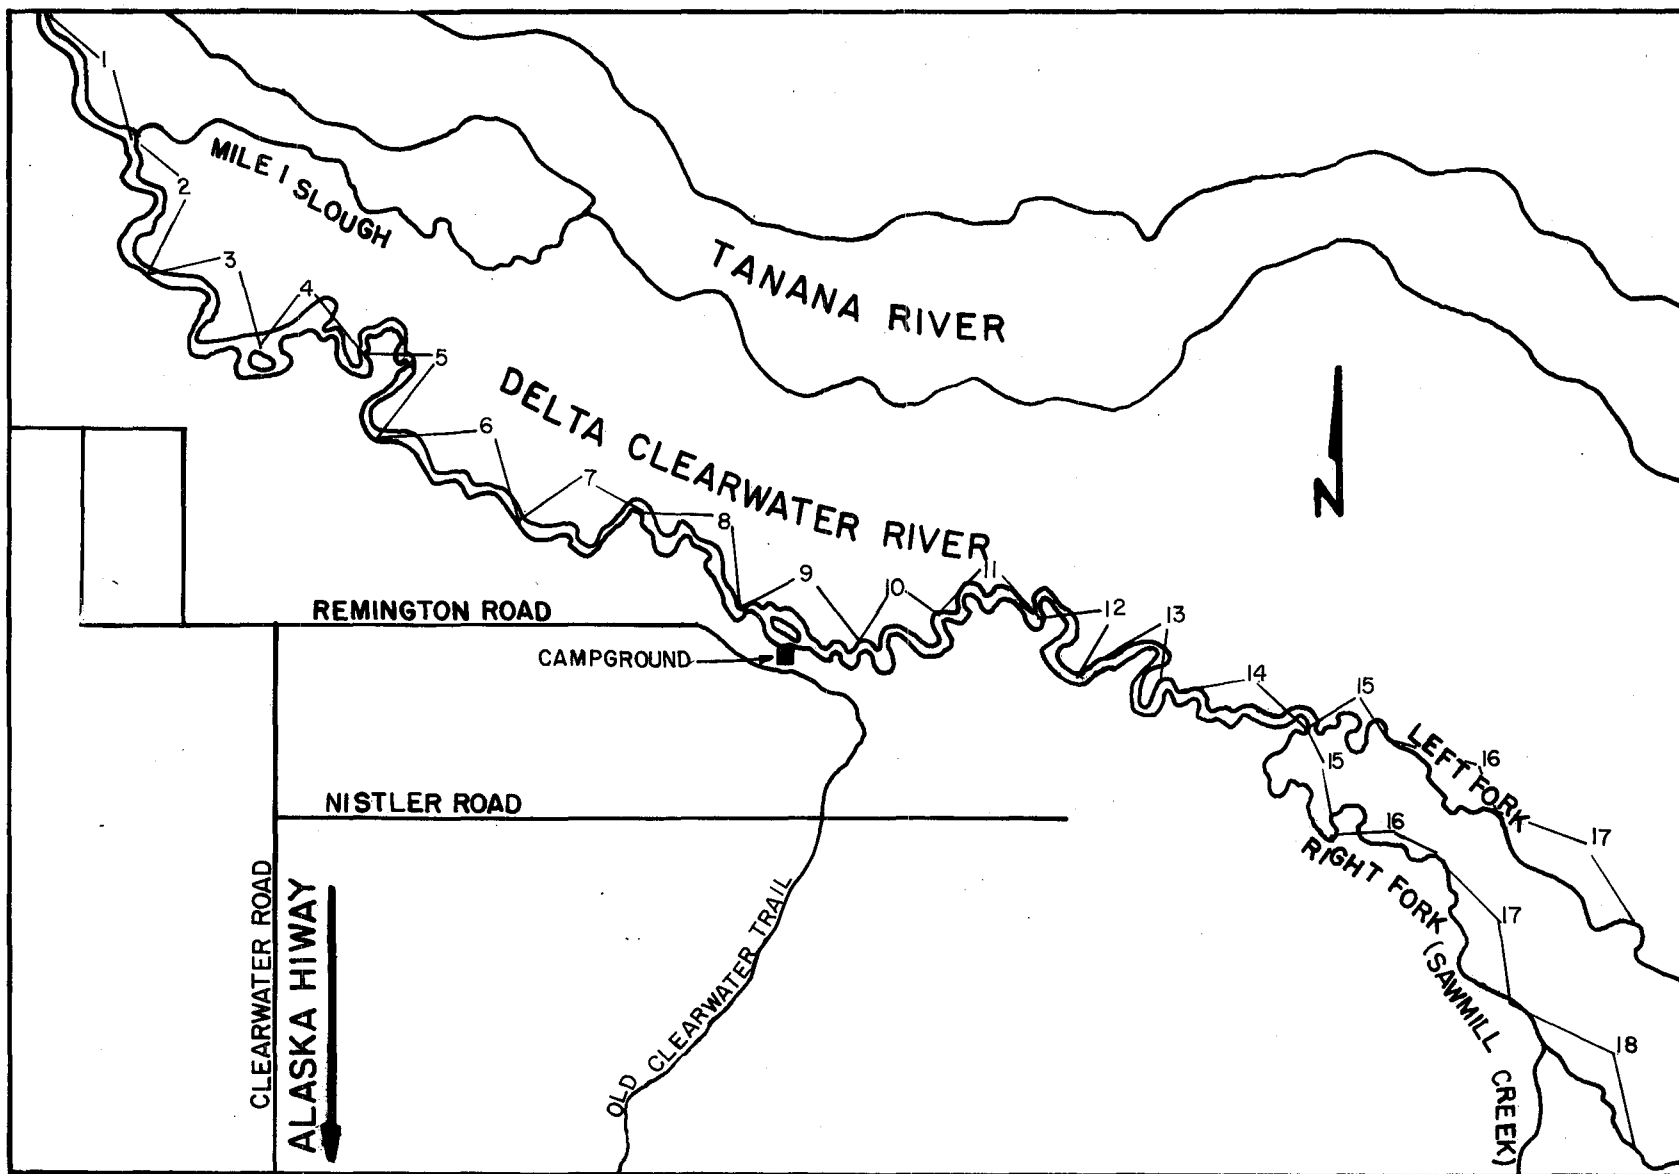 1
MILE I SLOUGH
2
3
4
TANANA RIVER
5
DELTA CLEARWATER RIVER
6
7
8
N
9
10
11
REMINGTON ROAD
12
13
CAMPGROUND
14
15
LEFT FORK
16
15
NISTLER ROAD
16
17
RIGHT FORK (SAWMILL CREEK)
17
18
CLEARWATER ROAD
ALASKA HIWAY
OLD CLEARWATER TRAIL